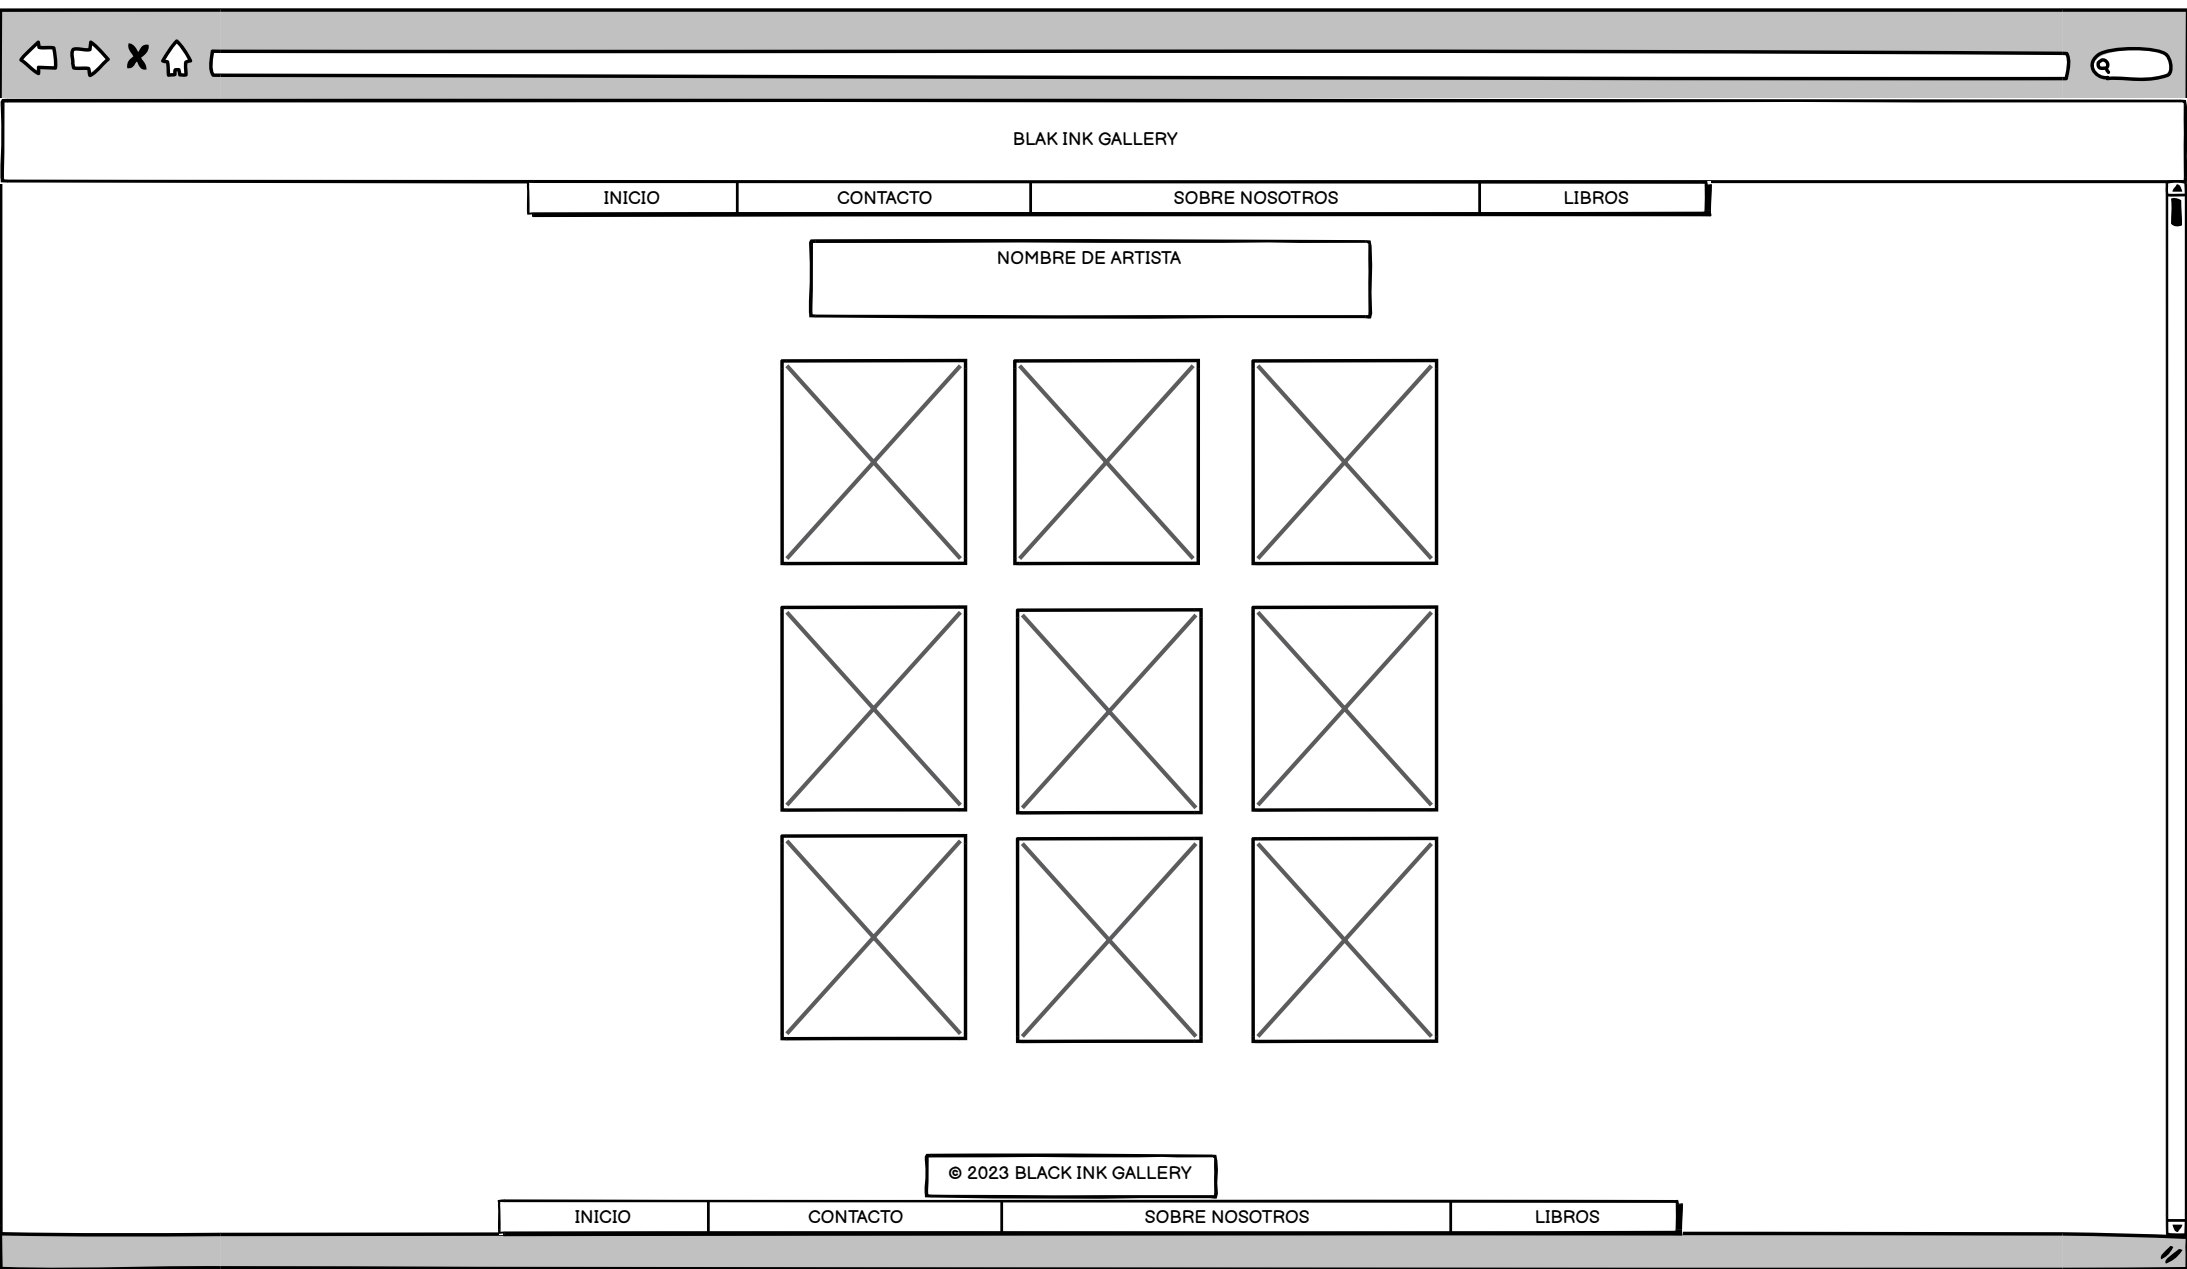 BLAK INK GALLERY
INICIO CONTACTO SOBRE NOSOTROS LIBROS
NOMBRE DE ARTISTA
© 2023 BLACK INK GALLERY
INICIO CONTACTO SOBRE NOSOTROS LIBROS